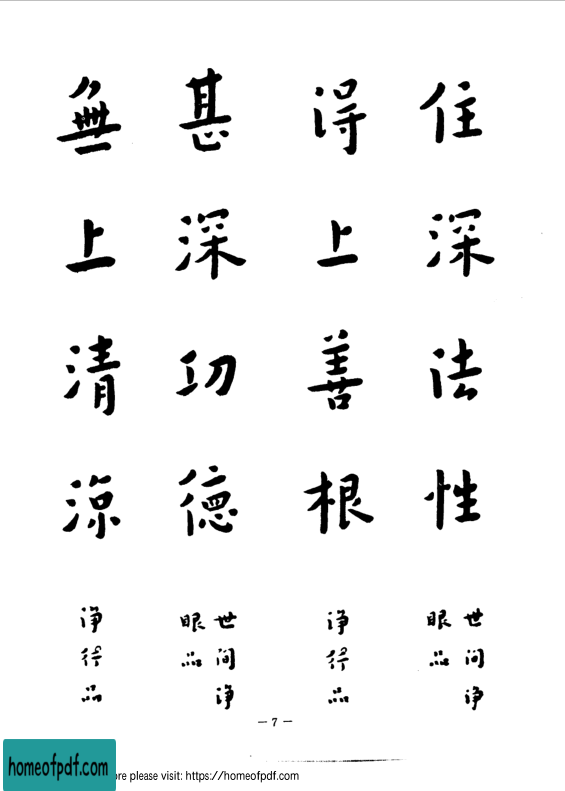 住深法性
世间净
眼品
得上善根
净行品
甚深功德
世间净
眼品
無上清涼
净行品
— 7 —
homeofpdf.com
ore please visit: https://homeofpdf.com